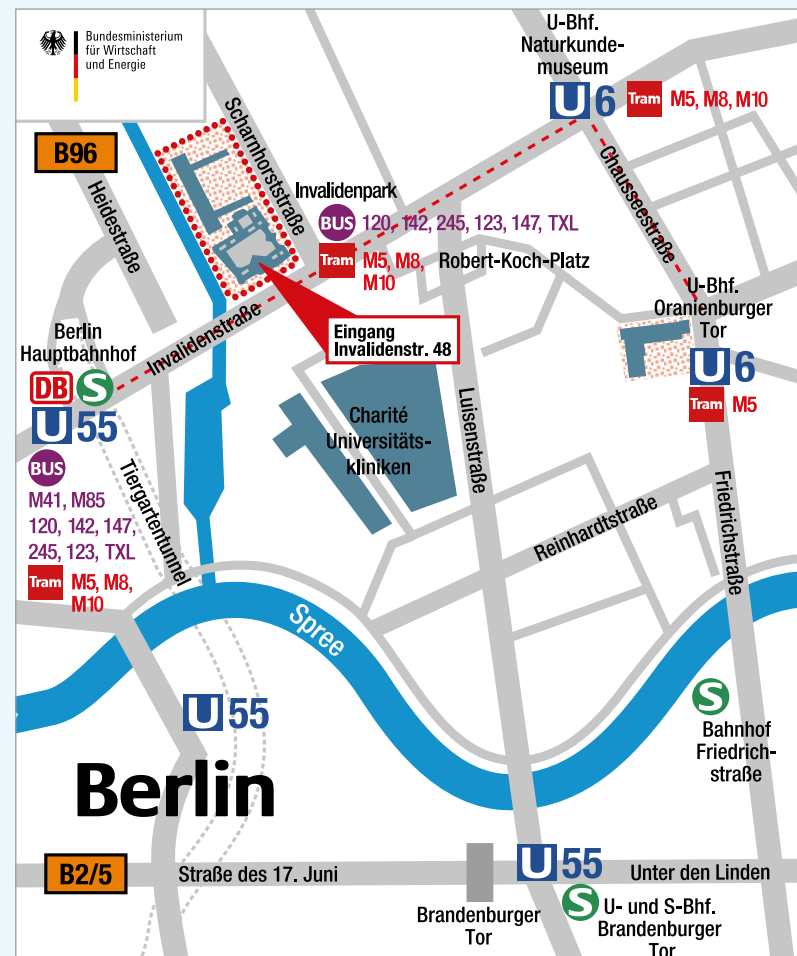 Bundesministerium
für Wirtschaft
und Energie
U-Bhf.
Naturkunde-
museum
U6 Tram M5, M8, M10
B96
Scharnhorststraße
Heidestraße
Chausseestraße
Invalidenpark
BUS 120, 142, 245, 123, 147, TXL
Tram M5, M8,
M10
Robert-Koch-Platz
U-Bhf.
Oranienburger
Tor
U6
Tram M5
Invalidenstraße
Eingang
Invalidenstr. 48
Berlin
Hauptbahnhof
DB S
U55
BUS
M41, M85
120, 142, 147,
245, 123, TXL
Tram M5, M8,
M10
Tiergartentunnel
Charité
Universitäts-
kliniken
Luisenstraße
Reinhardtstraße
Friedrichstraße
Spree
U55
S
Bahnhof
Friedrich-
straße
Berlin
B2/5
Straße des 17. Juni
Brandenburger
Tor
U55
Unter den Linden
S U- und S-Bhf.
Brandenburger
Tor